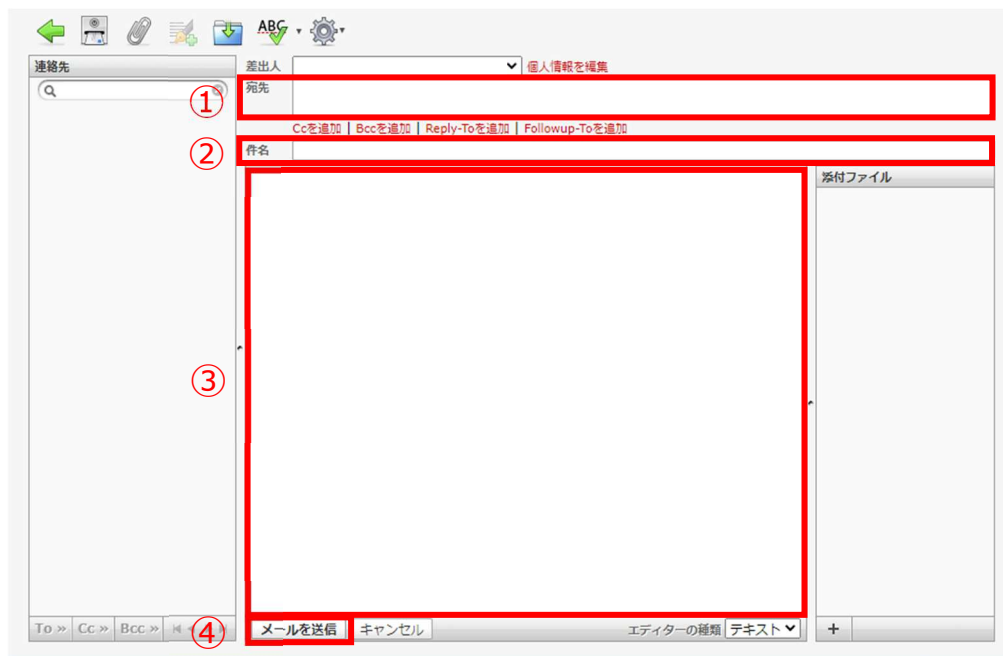 ABC
連絡先
差出人
個人情報を編集
①
宛先
Ccを追加 | Bccを追加 | Reply-Toを追加 | Followup-Toを追加
②
件名
添付ファイル
③
To » Cc » Bcc »
④
メールを送信 キャンセル
エディターの種類 テキスト
+